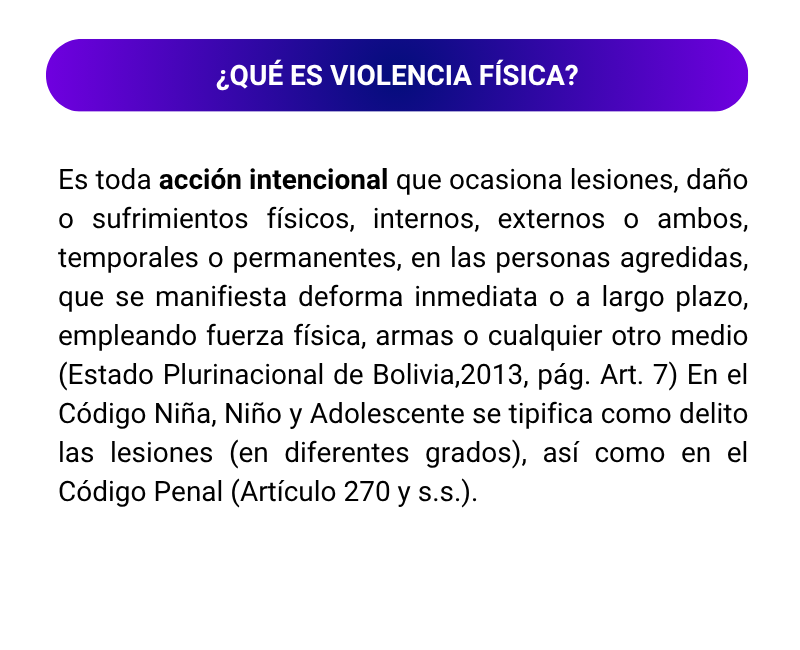 ¿QUÉ ES VIOLENCIA FÍSICA?
Es toda acción intencional que ocasiona lesiones, daño
o sufrimientos físicos, internos, externos o ambos,
temporales o permanentes, en las personas agredidas,
que se manifiesta deforma inmediata o a largo plazo,
empleando fuerza física, armas o cualquier otro medio
(Estado Plurinacional de Bolivia,2013, pág. Art. 7) En el
Código Niña, Niño y Adolescente se tipifica como delito
las lesiones (en diferentes grados), así como en el
Código Penal (Artículo 270 y s.s.).